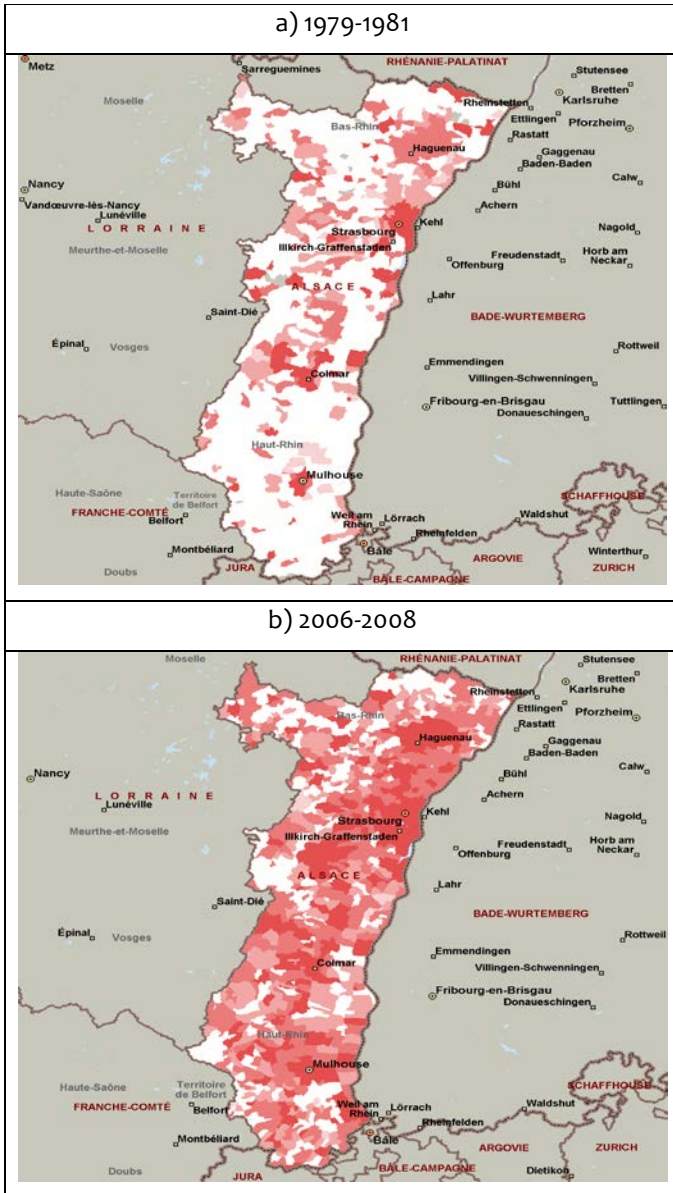 a) 1979-1981
Metz
Sarreguemines
RHÉNANIE-PALATINAT
Stutensee
Bretten
Karlsruhe
Moselle
Rheinstetten
Ettlingen
Pforzheim
Bas-Rhin
Rastatt
Haguenau
Gaggenau
Baden-Baden
Calw
Nancy
Bühl
Vandœuvre-lès-Nancy
Lunéville
Achern
LORRAINE
Strasbourg
Kehl
Nagold
Illkirch-Graffenstaden
Meurthe-et-Moselle
Offenburg
Freudenstadt
Horb am
Neckar
ALSACE
Lahr
Saint-Dié
BADE-WURTEMBERG
Épinal
Vosges
Rottweil
Emmendingen
Colmar
Villingen-Schwenningen
Fribourg-en-Brisgau
Tuttlingen
Donaueschingen
Haut-Rhin
Mulhouse
Haute-Saône
Territoire
de Belfort
SCHAFFHOUSE
FRANCHE-COMTÉ
Belfort
Weil am
Rhein
Lörrach
Waldshut
Rheinfelden
Montbéliard
Bâle
ARGOVIE
Winterthur
Doubs
JURA
BÂLE-CAMPAGNE
ZURICH
b) 2006-2008
Moselle
RHÉNANIE-PALATINAT
Stutensee
Bretten
Karlsruhe
Rheinstetten
Ettlingen
Pforzheim
Bas-Rhin
Rastatt
Haguenau
Gaggenau
Baden-Baden
Nancy
Calw
Bühl
LORRAINE
Lunéville
Achern
Strasbourg
Kehl
Nagold
Illkirch-Graffenstaden
Meurthe-et-Moselle
Offenburg
Freudenstadt
Horb am
Neckar
ALSACE
Lahr
Saint-Dié
BADE-WURTEMBERG
Épinal
Vosges
Rottweil
Emmendingen
Colmar
Villingen-Schwenningen
Fribourg-en-Brisgau
Donaueschingen
Haut-Rhin
Mulhouse
Haute-Saône
Territoire
de Belfort
SCHAFFHOUSE
FRANCHE-COMTÉ
Belfort
Weil am
Rhein
Lörrach
Waldshut
Rheinfelden
Montbéliard
Bâle
ARGOVIE
ZURICH
Doubs
JURA
BÂLE-CAMPAGNE
Dietikon